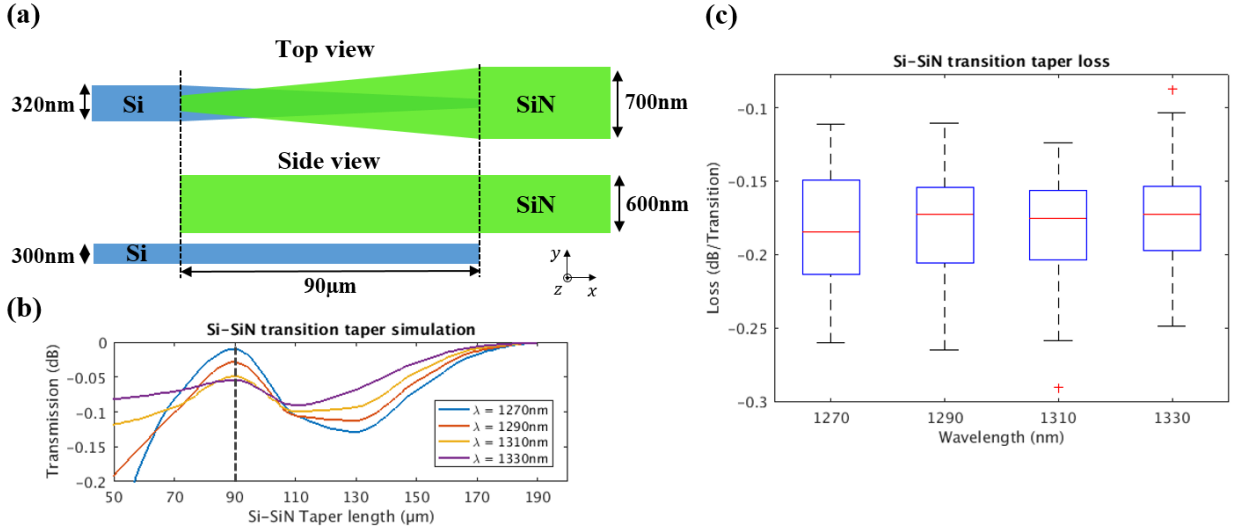 (a)
Top view
320nm
Si
SiN
700nm
Side view
SiN
600nm
300nm
Si
90μm
y
z
x
(b)
Si-SiN transition taper simulation
Transmission (dB)
0
-0.05
-0.1
-0.15
-0.2
50
70
90
110
130
150
170
190
Si-SiN Taper length (μm)
λ = 1270nm
λ = 1290nm
λ = 1310nm
λ = 1330nm
(c)
Si-SiN transition taper loss
Loss (dB/Transition)
-0.1
-0.15
-0.2
-0.25
-0.3
1270
1290
1310
1330
Wavelength (nm)